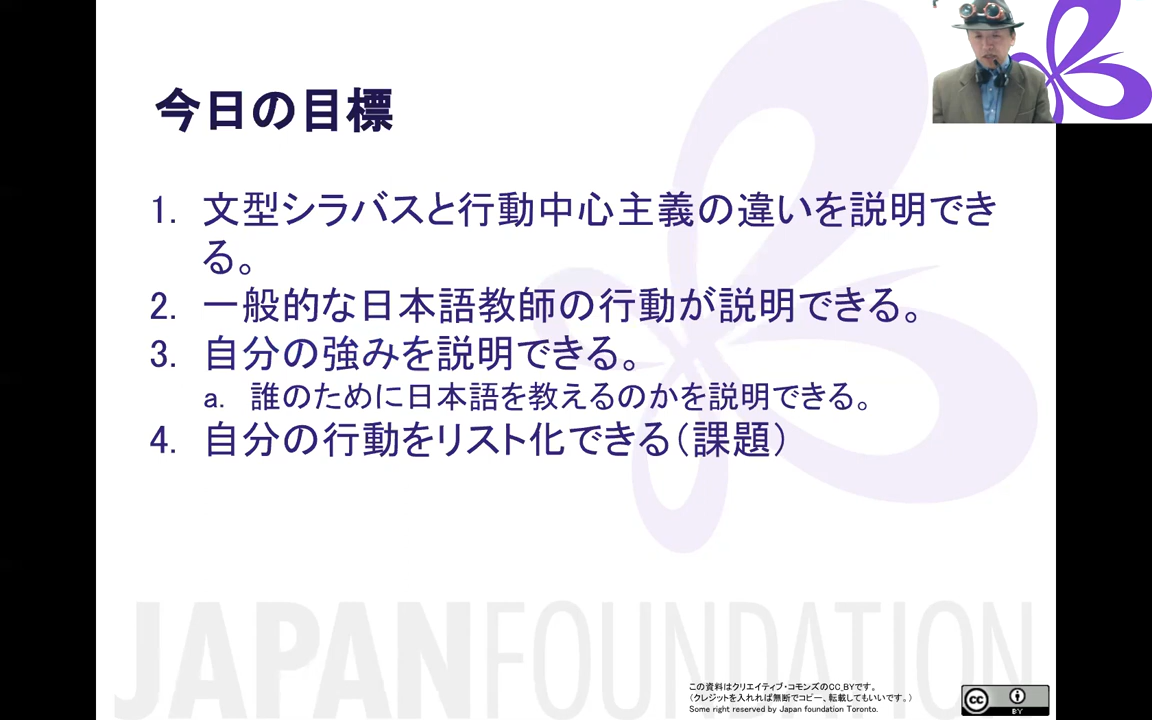 今日の目標
1. 文型シラバスと行動中心主義の違いを説明でき
る。
2. 一般的な日本語教師の行動が説明できる。
3. 自分の強みを説明できる。
a. 誰のために日本語を教えるのかを説明できる。
4. 自分の行動をリスト化できる（課題）
JAPANFOUNDATION
この資料はクリエイティブ・コモンズのCC_BYです。
（クレジットを入れれば無断でコピー、転載してもいいです。）
Some right reserved by Japan foundation Toronto.
cc
BY